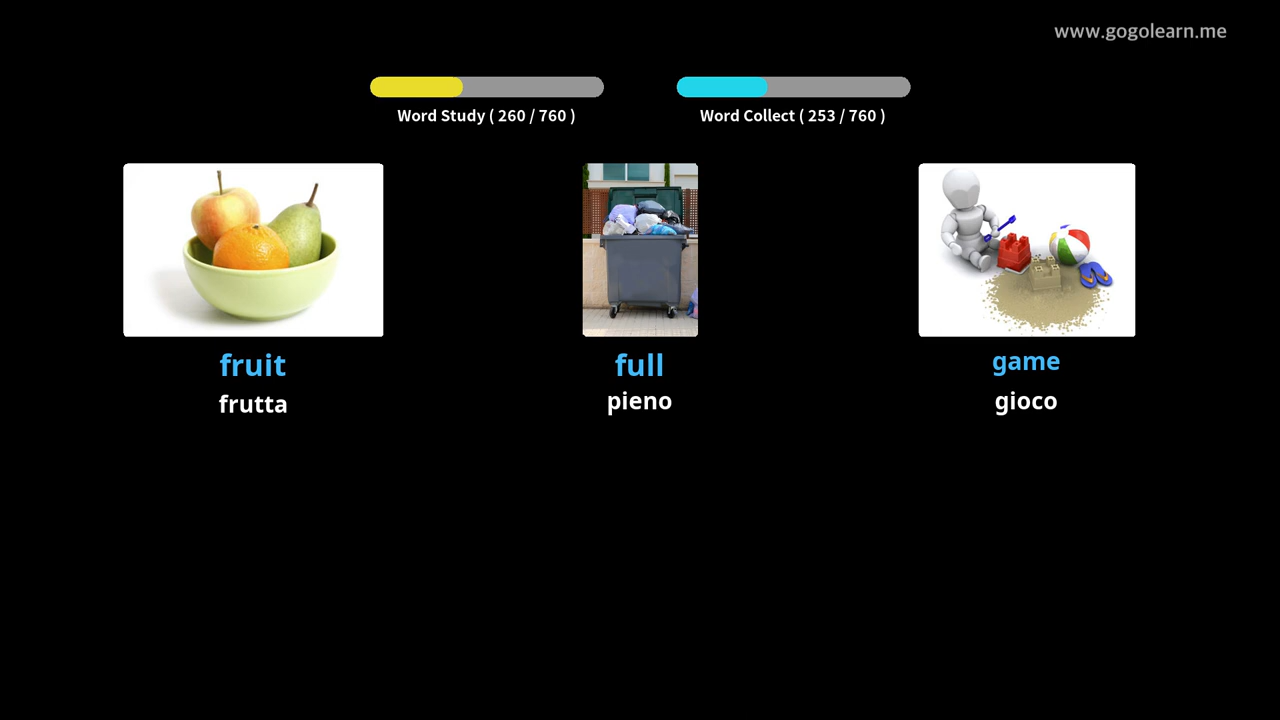 www.gogolearn.me
Word Study ( 260 / 760 )
Word Collect ( 253 / 760 )
fruit
frutta
full
pieno
game
gioco